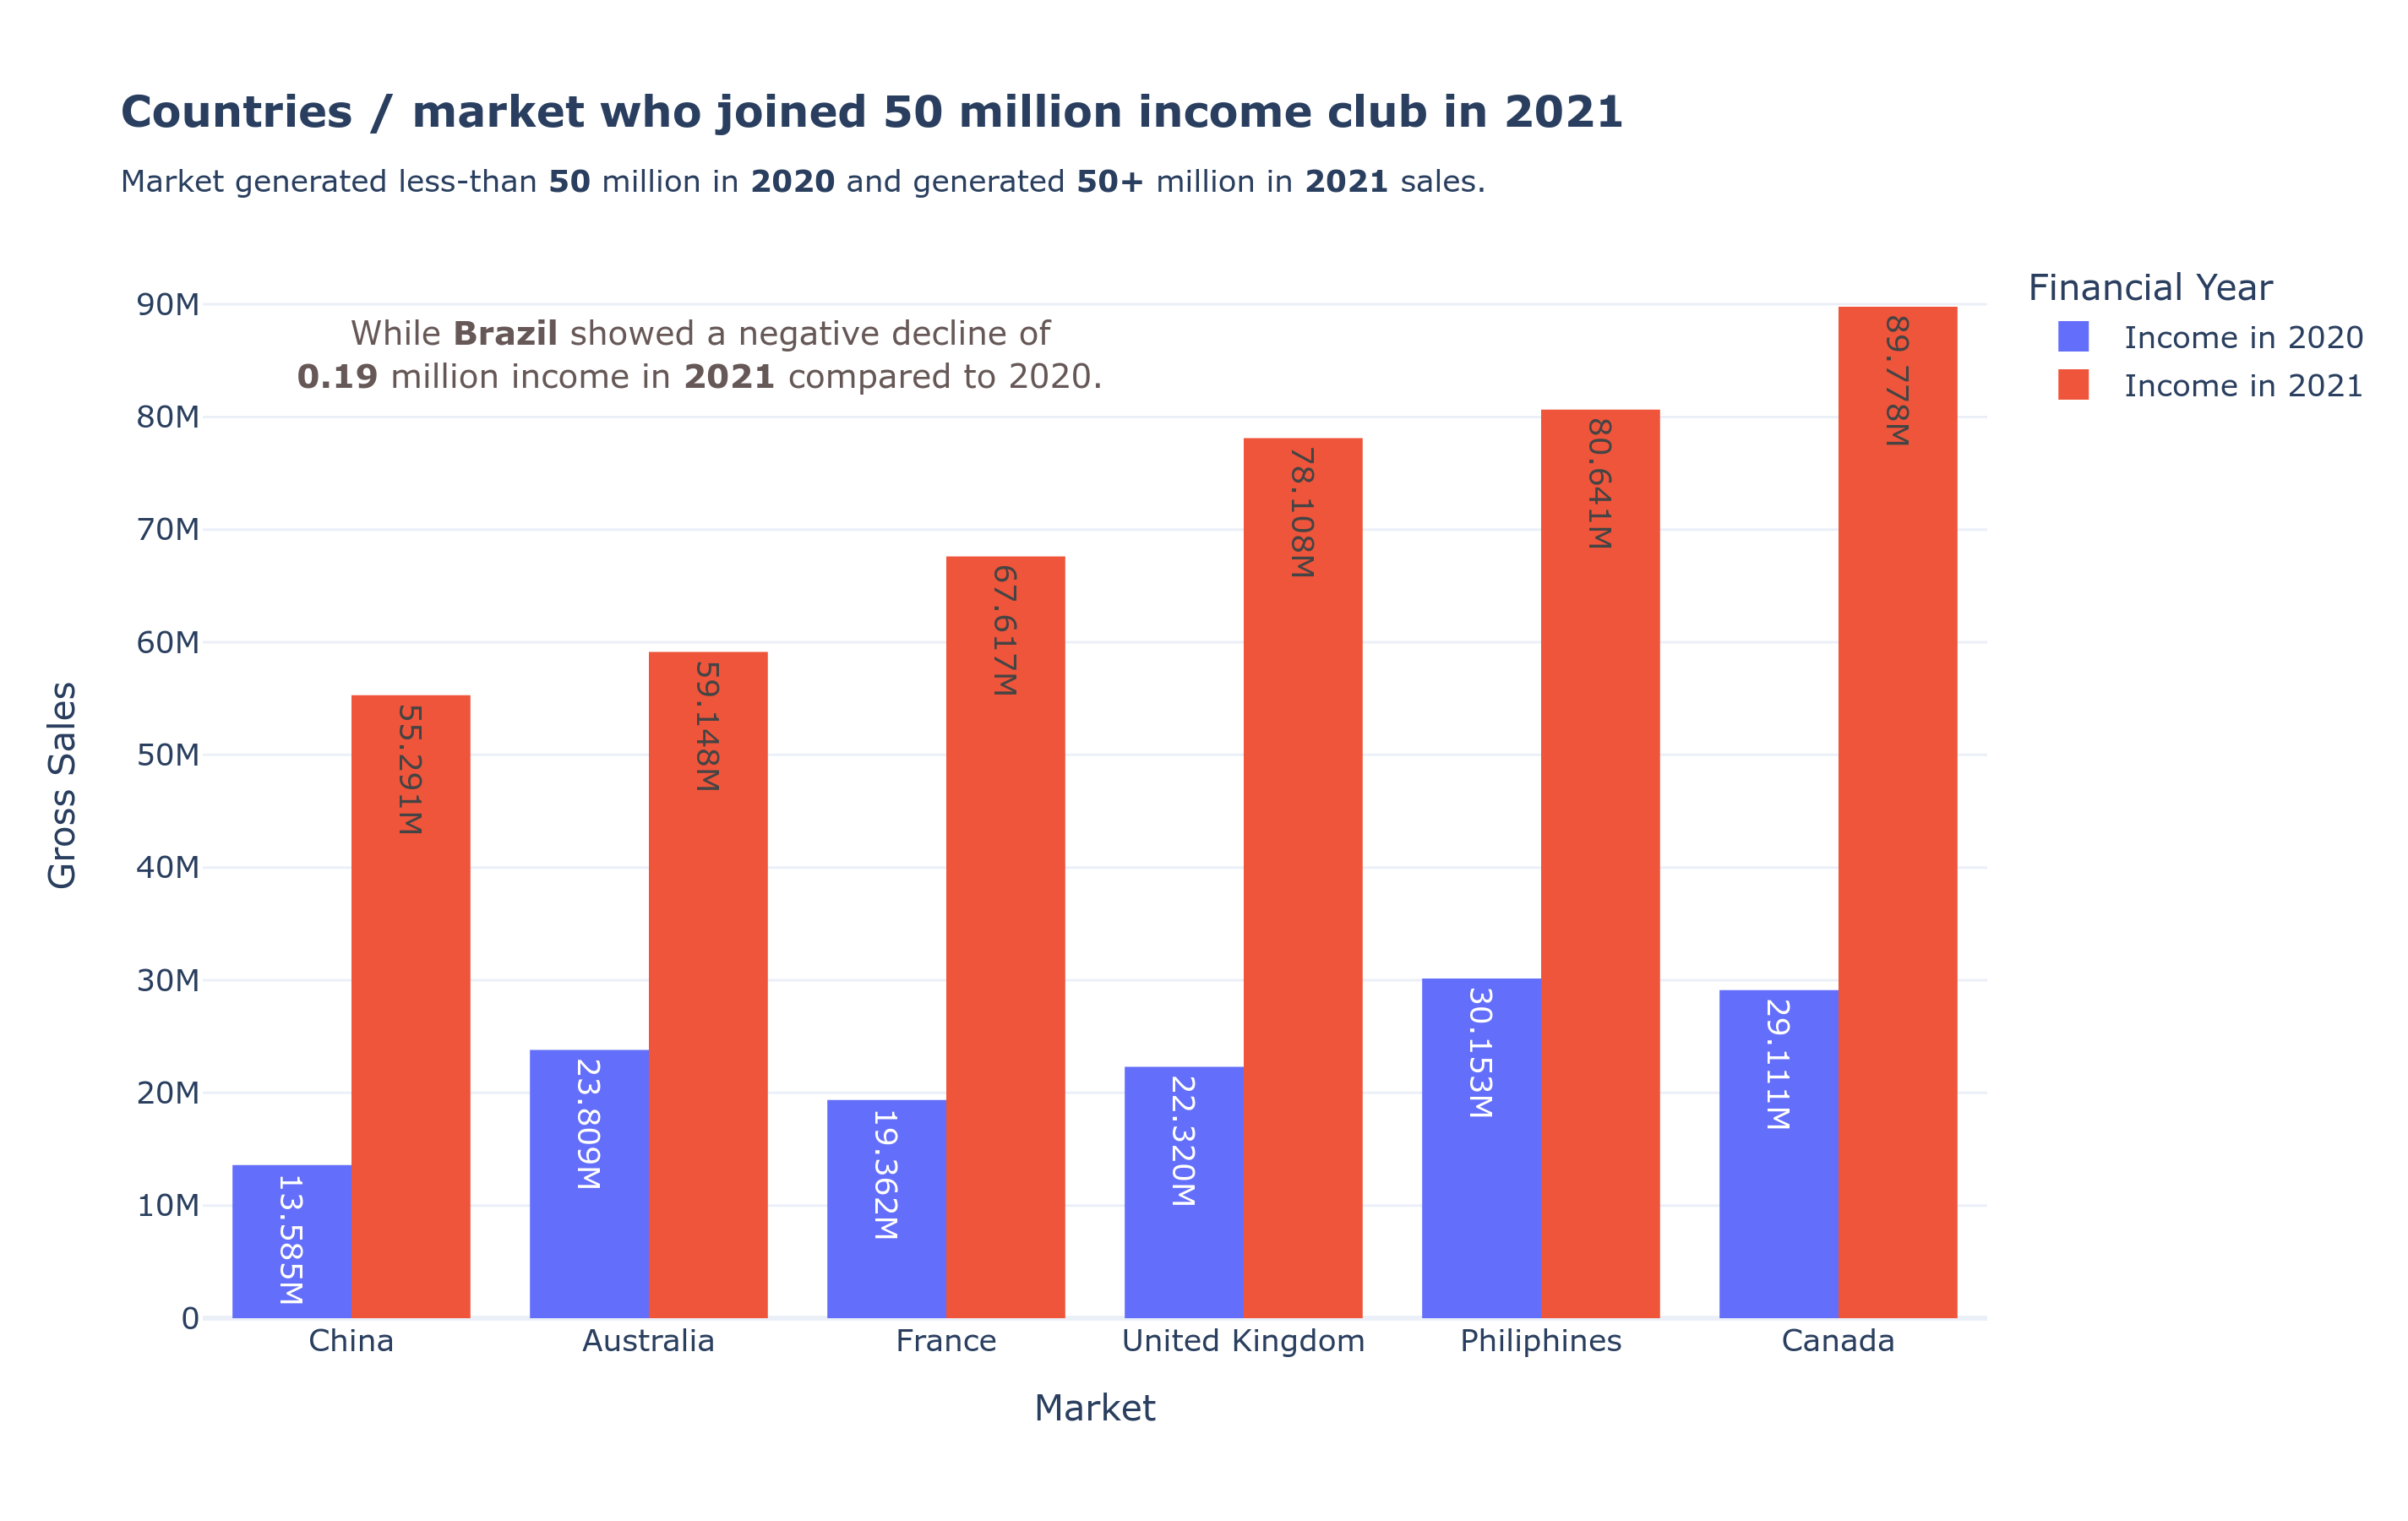 Countries / market who joined 50 million income club in 2021
Market generated less-than 50 million in 2020 and generated 50+ million in 2021 sales.
Financial Year
Income in 2020
Income in 2021
While Brazil showed a negative decline of
0.19 million income in 2021 compared to 2020.
Gross Sales
90M
80M
70M
60M
50M
40M
30M
20M
10M
0
13.585M
55.291M
23.809M
59.148M
19.362M
67.617M
22.320M
78.108M
30.153M
80.641M
29.111M
89.778M
China
Australia
France
United Kingdom
Philiphines
Canada
Market